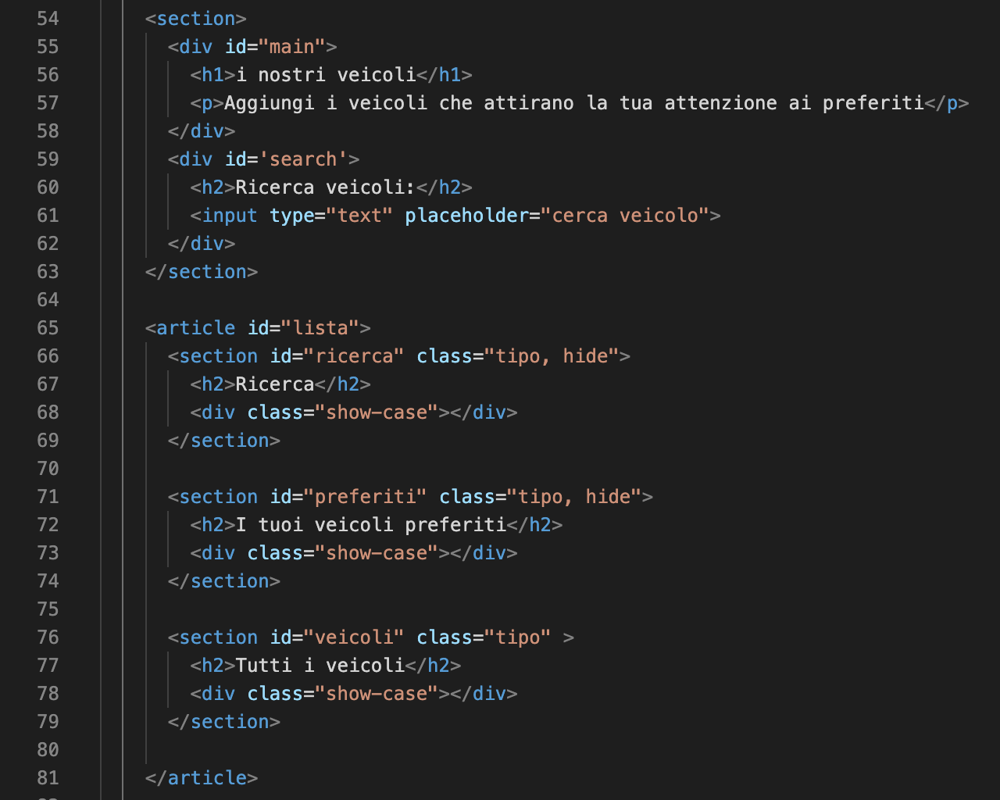 54 <section>
55 <div id="main">
56 <h1>i nostri veicoli</h1>
57 <p>Aggiungi i veicoli che attirano la tua attenzione ai preferiti</p>
58 </div>
59 <div id='search'>
60 <h2>Ricerca veicoli:</h2>
61 <input type="text" placeholder="cerca veicolo">
62 </div>
63 </section>
64
65 <article id="lista">
66 <section id="ricerca" class="tipo, hide">
67 <h2>Ricerca</h2>
68 <div class="show-case"></div>
69 </section>
70
71 <section id="preferiti" class="tipo, hide">
72 <h2>I tuoi veicoli preferiti</h2>
73 <div class="show-case"></div>
74 </section>
75
76 <section id="veicoli" class="tipo" >
77 <h2>Tutti i veicoli</h2>
78 <div class="show-case"></div>
79 </section>
80
81 </article>